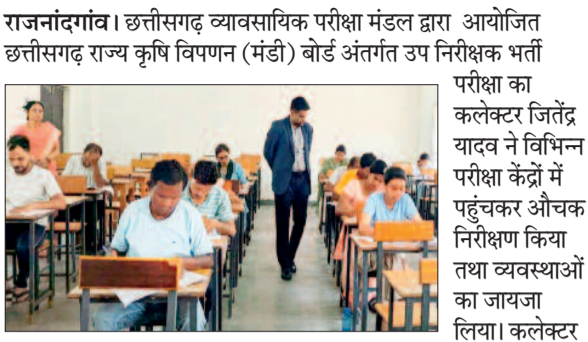 राजनांदगांव। छत्तीसगढ़ व्यावसायिक परीक्षा मंडल द्वारा आयोजित
छत्तीसगढ़ राज्य कृषि विपणन (मंडी) बोर्ड अंतर्गत उप निरीक्षक भर्ती
परीक्षा का
कलेक्टर जितेंद्र
यादव ने विभिन्न
परीक्षा केंद्रों में
पहुंचकर औचक
निरीक्षण किया
तथा व्यवस्थाओं
का जायजा
लिया। कलेक्टर